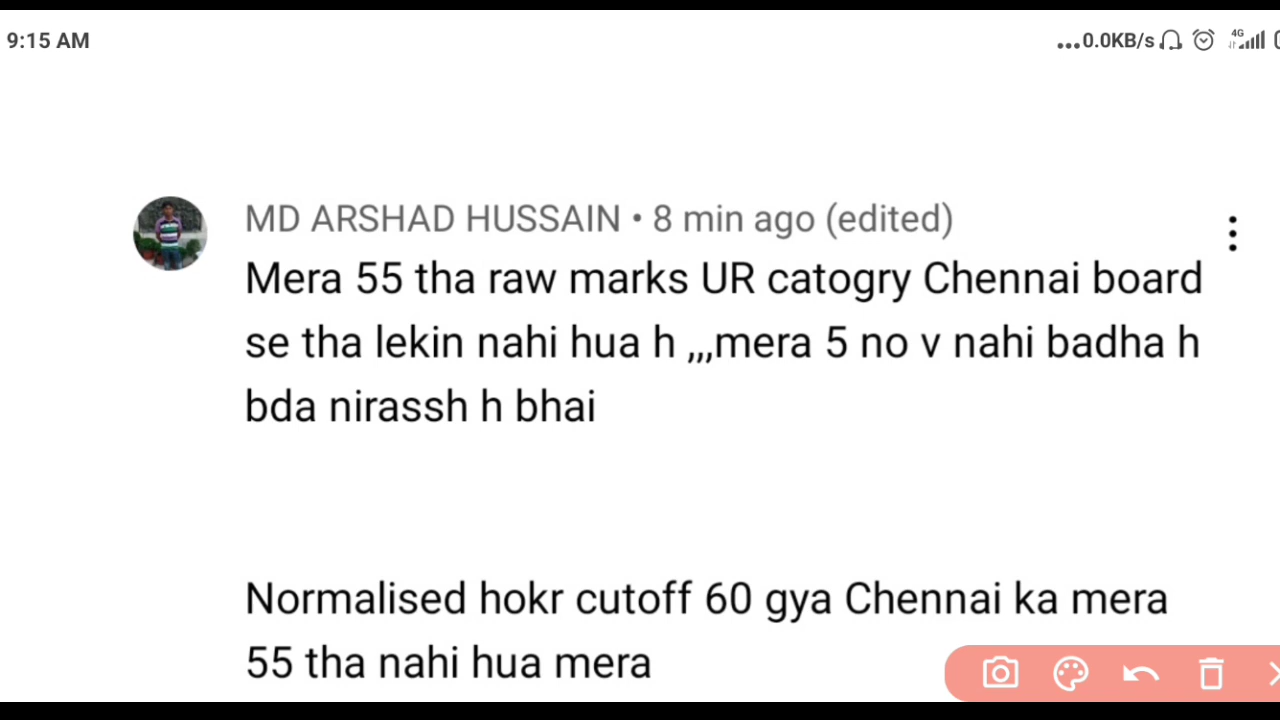 9:15 AM
...0.0KB/s 4G
MD ARSHAD HUSSAIN • 8 min ago (edited)
Mera 55 tha raw marks UR catogry Chennai board
se tha lekin nahi hua h ,,,mera 5 no v nahi badha h
bda nirassh h bhai
Normalised hokr cutoff 60 gya Chennai ka mera
55 tha nahi hua mera